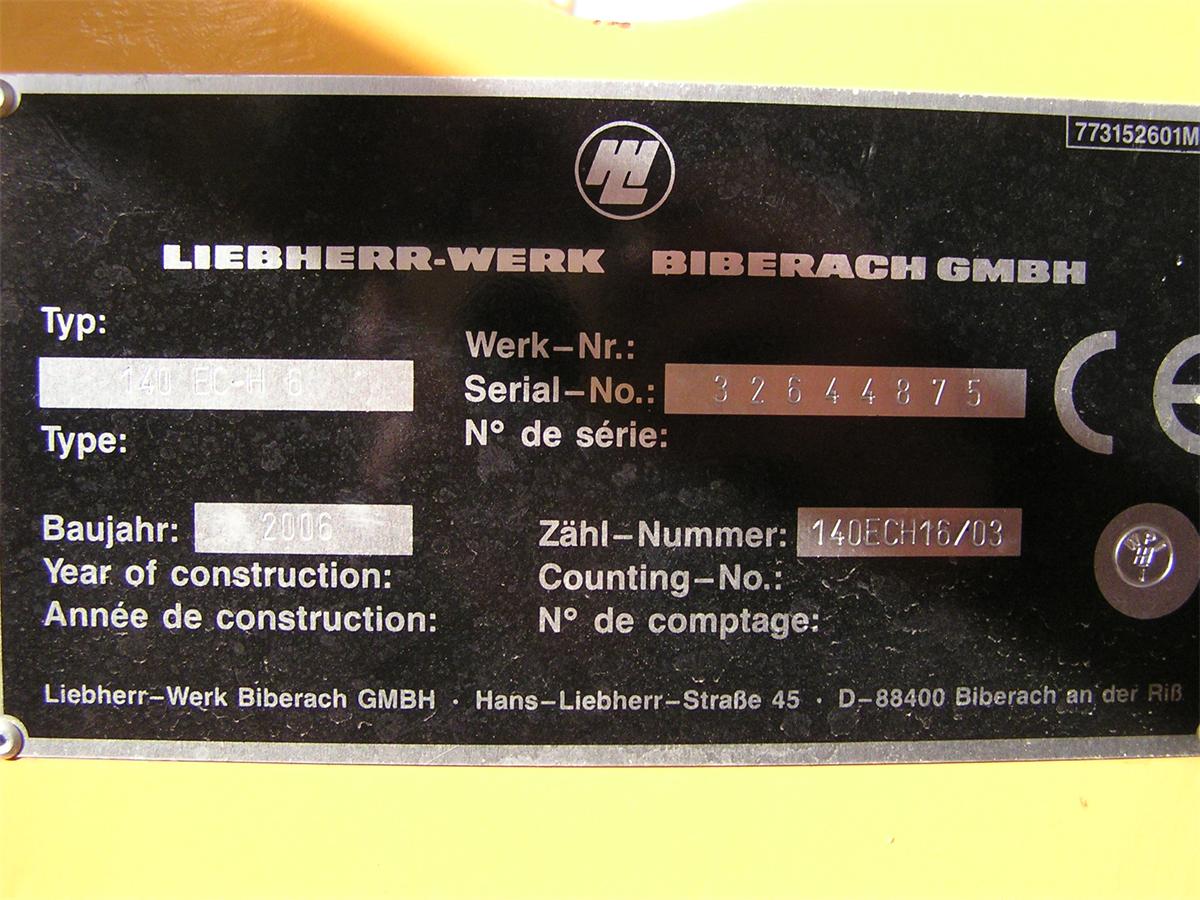 773152601M
LIEBHERR-WERK BIBERACH GMBH
Typ:
140 EC-H 6
Type:
Werk-Nr.:
Serial-No.: 32644875
N° de série:
Baujahr: 2006
Year of construction:
Année de construction:
Zähl-Nummer: 140ECH16/03
Counting-No.:
N° de comptage:
CE
Liebherr-Werk Biberach GMBH · Hans-Liebherr-Straße 45 · D-88400 Biberach an der Riß